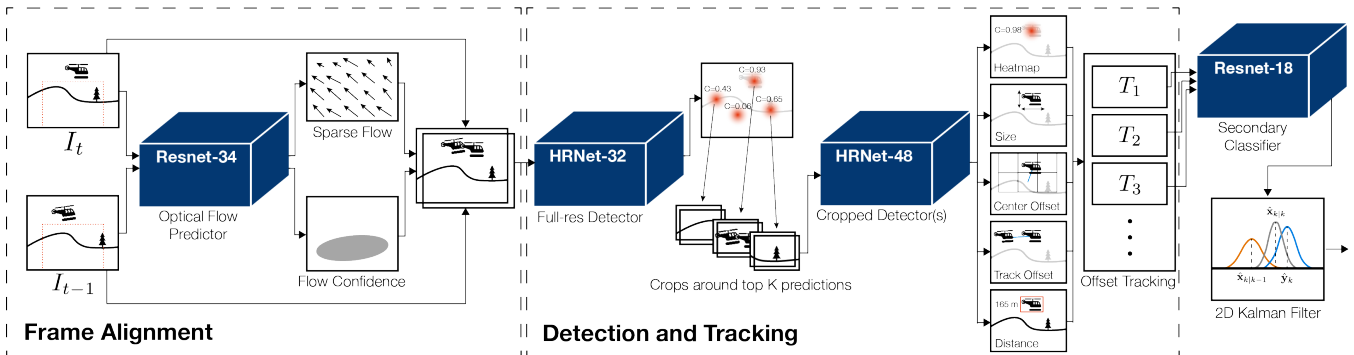 I_t
I_{t−1}
Resnet-34
Optical Flow
Predictor
Sparse Flow
Flow Confidence
Frame Alignment
HRNet-32
Full-res Detector
C=0.93
C=0.43
C=0.06
C=0.65
Crops around top K predictions
HRNet-48
Cropped Detector(s)
C=0.98
Heatmap
Size
Center Offset
Track Offset
165 m
Distance
Detection and Tracking
T_1
T_2
T_3
Offset Tracking
Resnet-18
Secondary
Classifier
x̂_{k|k}
x̂_{k|k−1}
ŷ_k
2D Kalman Filter